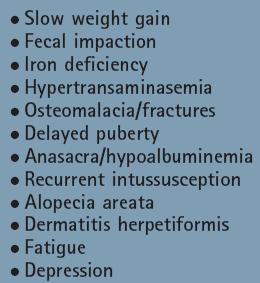 • Slow weight gain
• Fecal impaction
• Iron deficiency
• Hypertransaminasemia
• Osteomalacia/fractures
• Delayed puberty
• Anasacra/hypoalbuminemia
• Recurrent intussusception
• Alopecia areata
• Dermatitis herpetiformis
• Fatigue
• Depression